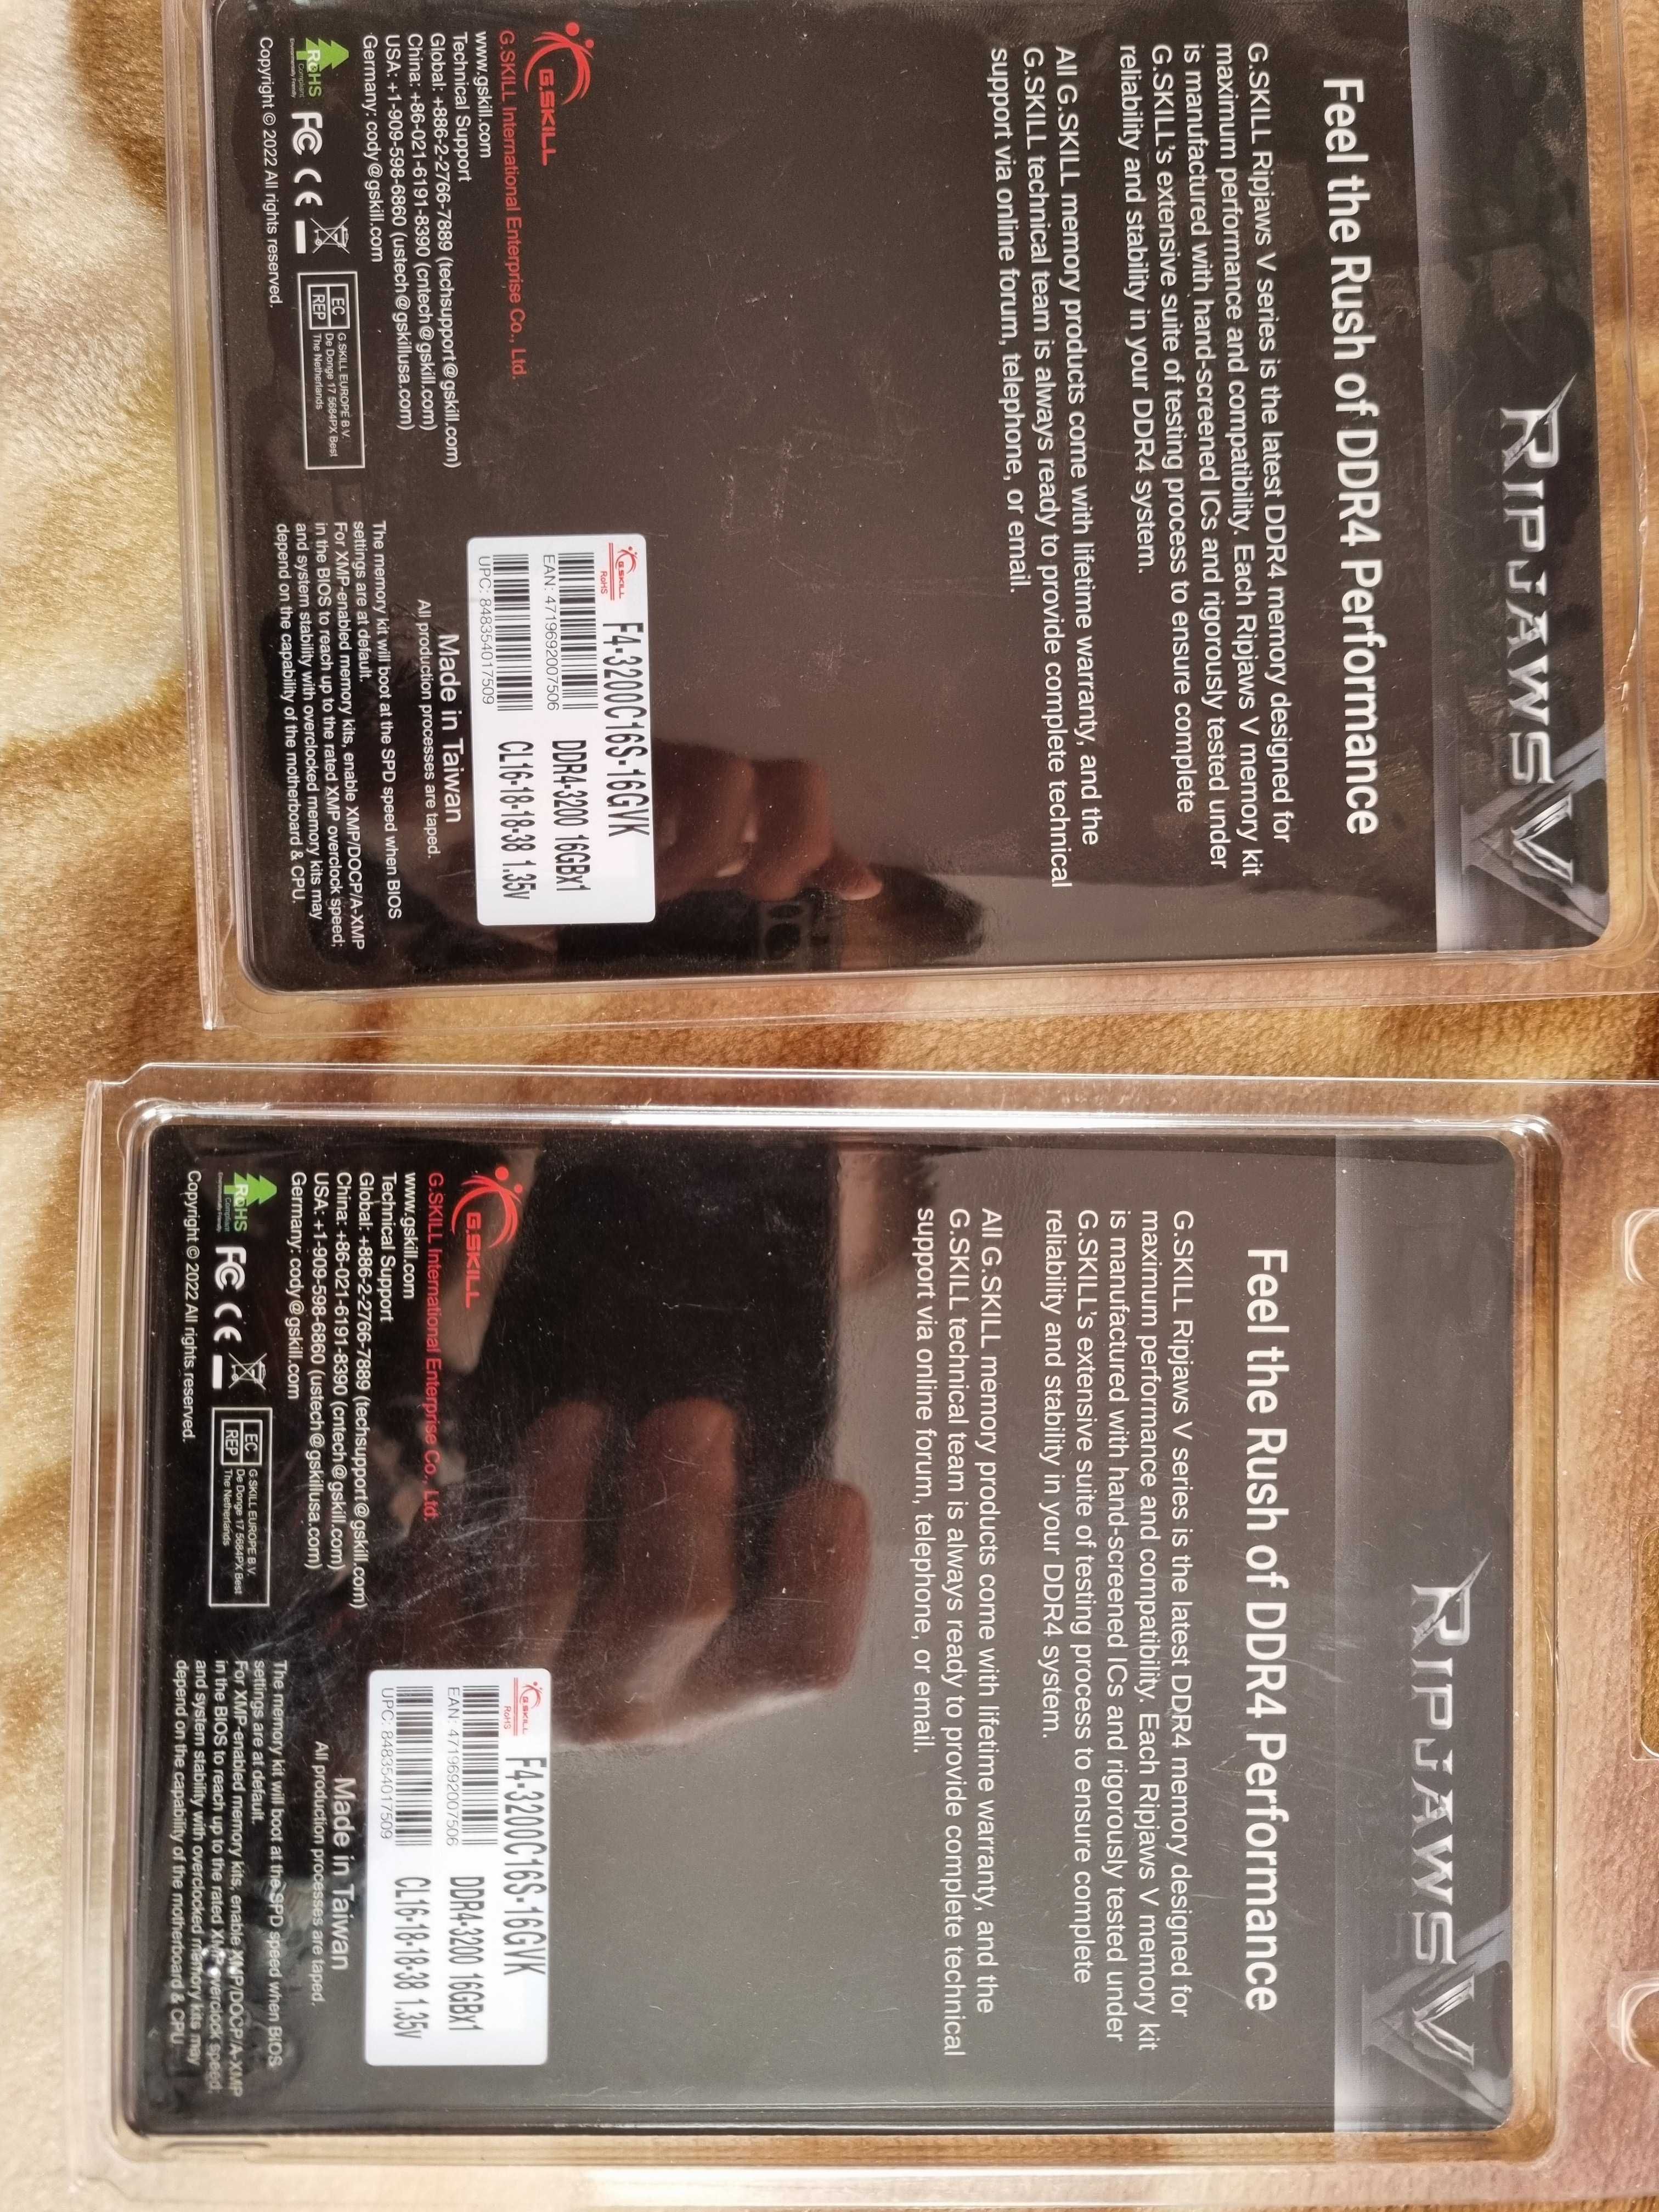 RIPJAWS V
Feel the Rush of DDR4 Performance
G.SKILL Ripjaws V series is the latest DDR4 memory designed for
maximum performance and compatibility. Each Ripjaws V memory kit
is manufactured with hand-screened ICs and rigorously tested under
G.SKILL's extensive suite of testing process to ensure complete
reliability and stability in your DDR4 system.
All G.SKILL memory products come with lifetime warranty, and the
G.SKILL technical team is always ready to provide complete technical
support via online forum, telephone, or email.
G.SKILL
G.SKILL International Enterprise Co., Ltd.
www.gskill.com
Technical Support
Global: +886-2-2766-7889 (techsupport@gskill.com)
China: +86-021-6191-8390 (cntech@gskill.com)
USA: +1-909-598-6860 (ustech@gskillusa.com)
Germany: cody@gskill.com
RoHS
Compliant
Environmentally Friendly
FC CE
EC REP
G.SKILL EUROPE B.V.
De Donge 17 5684PX Best
The Netherlands
Copyright © 2022 All rights reserved.
G.SKILL
RoHS
F4-3200C16S-16GVK
EAN: 4719692007506
DDR4-3200 16GBx1
UPC: 848354017509
CL16-18-18-38 1.35v
Made in Taiwan
All production processes are taped.
The memory kit will boot at the SPD speed when BIOS
settings are at default.
For XMP-enabled memory kits, enable XMP/DOCP/A-XMP
in the BIOS to reach up to the rated XMP overclock speed;
and system stability with overclocked memory kits may
depend on the capability of the motherboard & CPU.
RIPJAWS V
Feel the Rush of DDR4 Performance
G.SKILL Ripjaws V series is the latest DDR4 memory designed for
maximum performance and compatibility. Each Ripjaws V memory kit
is manufactured with hand-screened ICs and rigorously tested under
G.SKILL's extensive suite of testing process to ensure complete
reliability and stability in your DDR4 system.
All G.SKILL memory products come with lifetime warranty, and the
G.SKILL technical team is always ready to provide complete technical
support via online forum, telephone, or email.
G.SKILL
G.SKILL International Enterprise Co., Ltd.
www.gskill.com
Technical Support
Global: +886-2-2766-7889 (techsupport@gskill.com)
China: +86-021-6191-8390 (cntech@gskill.com)
USA: +1-909-598-6860 (ustech@gskillusa.com)
Germany: cody@gskill.com
RoHS
Compliant
Environmentally Friendly
FC CE
EC REP
G.SKILL EUROPE B.V.
De Donge 17 5684PX Best
The Netherlands
Copyright © 2022 All rights reserved.
G.SKILL
RoHS
F4-3200C16S-16GVK
EAN: 4719692007506
DDR4-3200 16GBx1
UPC: 848354017509
CL16-18-18-38 1.35v
Made in Taiwan
All production processes are taped.
The memory kit will boot at the SPD speed when BIOS
settings are at default.
For XMP-enabled memory kits, enable XMP/DOCP/A-XMP
in the BIOS to reach up to the rated XMP overclock speed;
and system stability with overclocked memory kits may
depend on the capability of the motherboard & CPU.